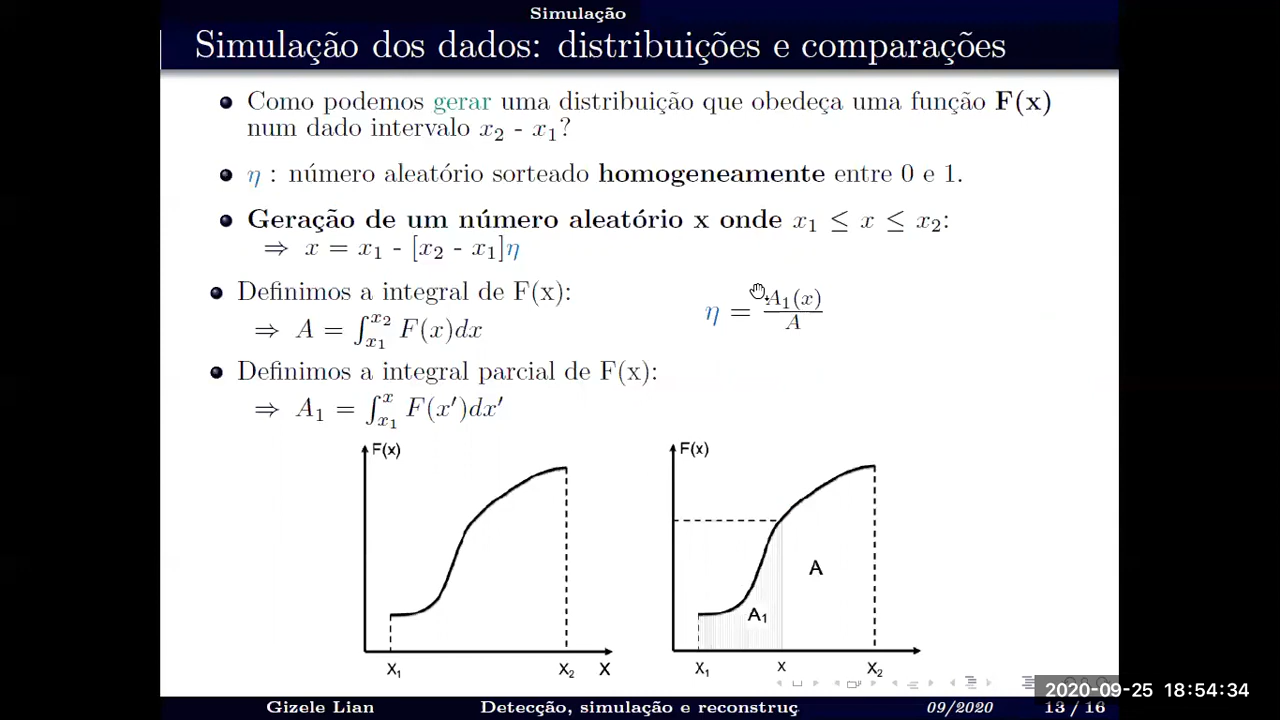 Simulação
Simulação dos dados: distribuições e comparações
Como podemos gerar uma distribuição que obedeça uma função F(x)
num dado intervalo x₂ - x₁?
η : número aleatório sorteado homogeneamente entre 0 e 1.
Geração de um número aleatório x onde x₁ ≤ x ≤ x₂:
⇒ x = x₁ - [x₂ - x₁]η
Definimos a integral de F(x):
⇒ A = ∫ₓ₁ˣ² F(x)dx
η = A₁(x)/A
Definimos a integral parcial de F(x):
⇒ A₁ = ∫ₓ₁ˣ F(x′)dx′
F(x)
X₁ X₂ X
F(x)
A
A₁
X₁ x X₂
2020-09-25 18:54:34
Gizele Lian Detecção, simulação e reconstruç 09/2020 13 / 16